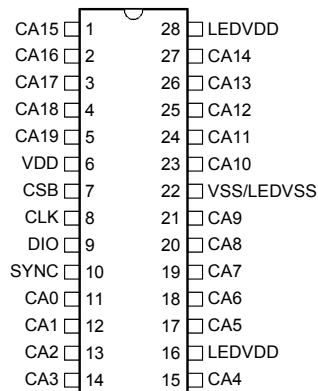 CA15 1 28 LEDVDD
CA16 2 27 CA14
CA17 3 26 CA13
CA18 4 25 CA12
CA19 5 24 CA11
VDD 6 23 CA10
CSB 7 22 VSS/LEDVSS
CLK 8 21 CA9
DIO 9 20 CA8
SYNC 10 19 CA7
CA0 11 18 CA6
CA1 12 17 CA5
CA2 13 16 LEDVDD
CA3 14 15 CA4